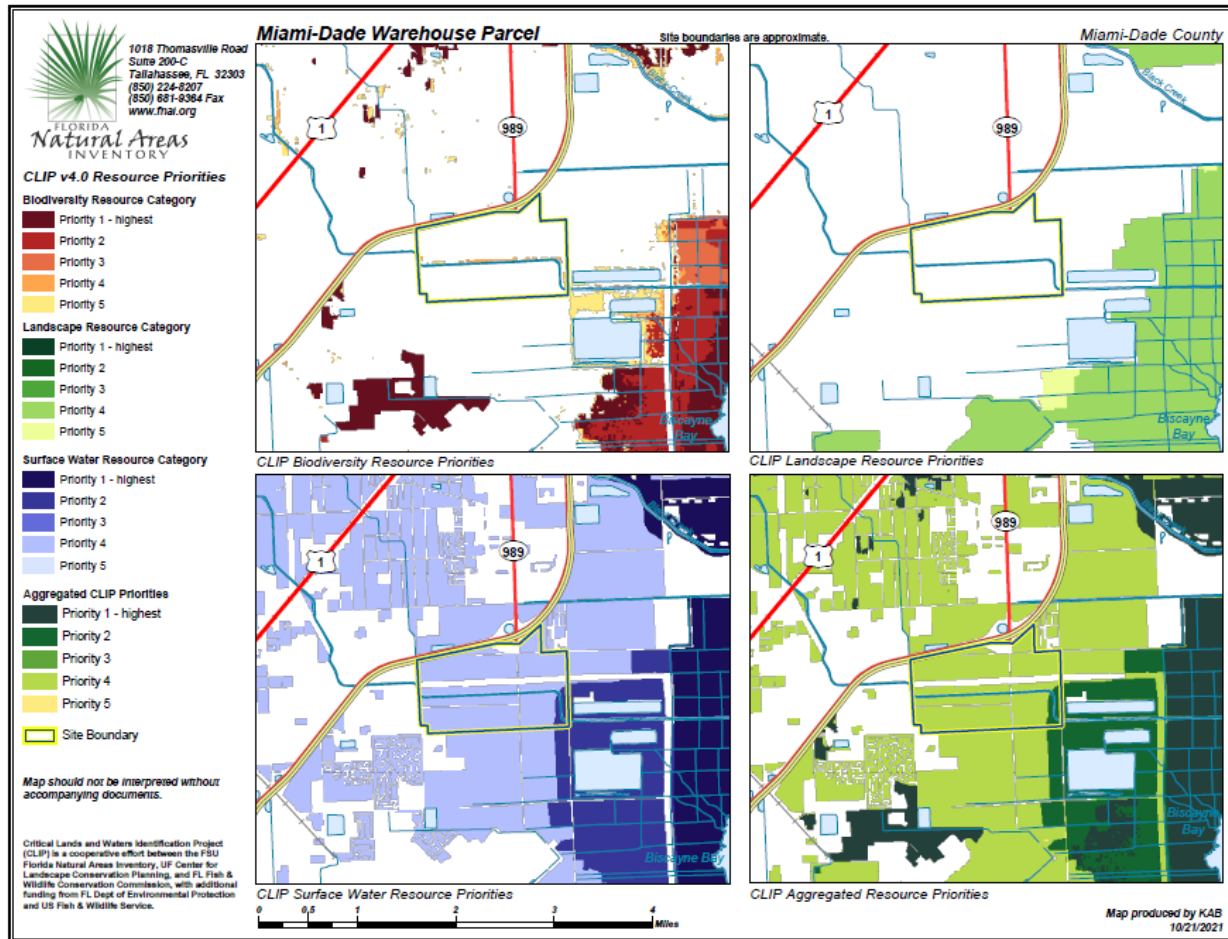 Miami-Dade Warehouse Parcel
Site boundaries are approximate.
Miami-Dade County
1018 Thomasville Road
Suite 200-C
Tallahassee, FL 32303
(850) 224-8207
(850) 681-9364 Fax
www.fnai.org
FLORIDA
Natural Areas
INVENTORY
CLIP v4.0 Resource Priorities
Biodiversity Resource Category
Priority 1 - highest
Priority 2
Priority 3
Priority 4
Priority 5
Landscape Resource Category
Priority 1 - highest
Priority 2
Priority 3
Priority 4
Priority 5
Surface Water Resource Category
Priority 1 - highest
Priority 2
Priority 3
Priority 4
Priority 5
Aggregated CLIP Priorities
Priority 1 - highest
Priority 2
Priority 3
Priority 4
Priority 5
Site Boundary
Map should not be interpreted without
accompanying documents.
Critical Lands and Waters Identification Project
(CLIP) is a cooperative effort between the FSU
Florida Natural Areas Inventory, UF Center for
Landscape Conservation Planning, and FL Fish &
Wildlife Conservation Commission, with additional
funding from FL Dept of Environmental Protection
and US Fish & Wildlife Service.
1
989
Black Creek
Biscayne
Bay
CLIP Biodiversity Resource Priorities
1
989
Black Creek
Biscayne
Bay
CLIP Landscape Resource Priorities
1
989
Biscayne Bay
CLIP Surface Water Resource Priorities
1
989
Biscayne
Bay
CLIP Aggregated Resource Priorities
0 0.5 1 2 3 4
Miles
Map produced by KAB
10/21/2021